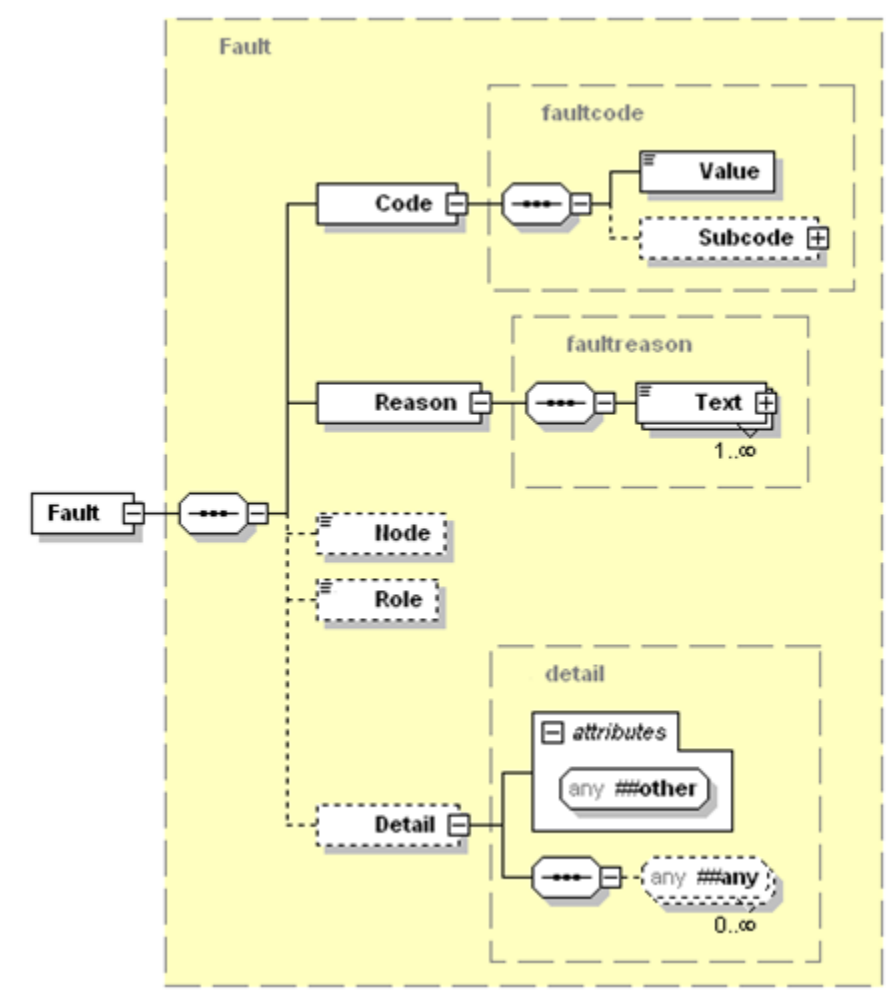 Fault
faultcode
Value
Code
Subcode
faultreason
Reason
Text
1..∞
Fault
Node
Role
detail
attributes
any ##other
Detail
any ##any
0..∞